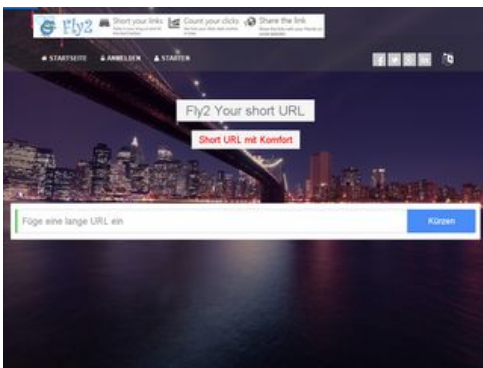 Fly2 Short your links Count your clicks Share the link
STARTSEITE ANMELDEN STARTEN
Fly2 Your short URL
Short URL mit Komfort
Füge eine lange URL ein Kürzen